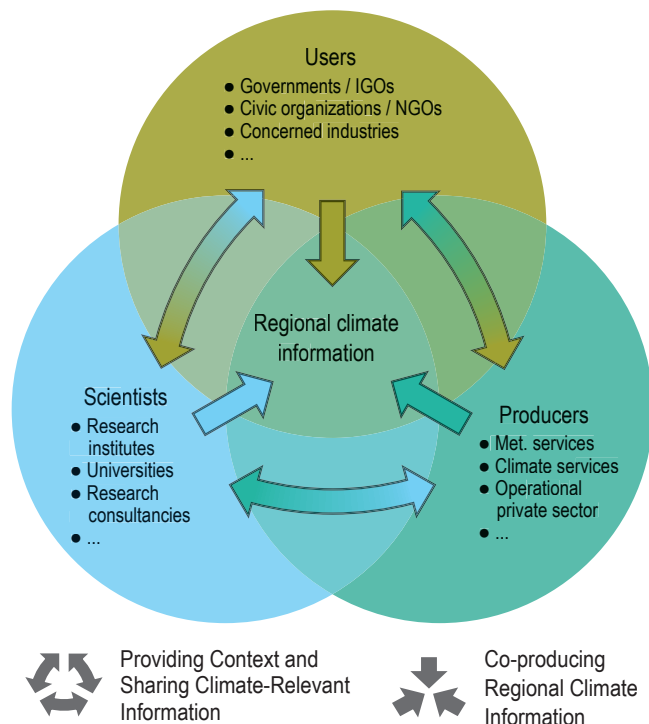 Users
● Governments / IGOs
● Civic organizations / NGOs
● Concerned industries
● ...
Regional climate
information
Scientists
● Research
institutes
● Universities
● Research
consultancies
● ...
Producers
● Met. services
● Climate services
● Operational
private sector
● ...
Providing Context and
Sharing Climate-Relevant
Information
Co-producing
Regional Climate
Information